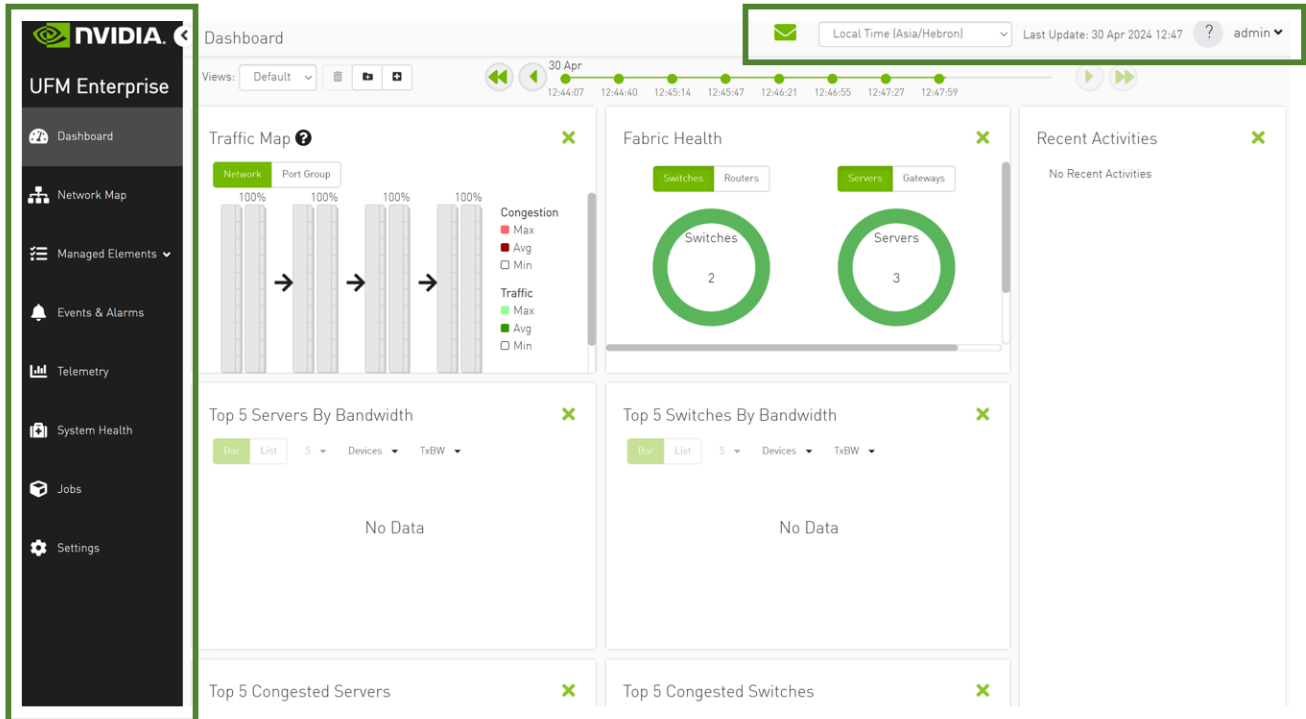 NVIDIA.
UFM Enterprise
Dashboard
Network Map
Managed Elements
Events & Alarms
Telemetry
System Health
Jobs
Settings
Dashboard
Local Time (Asia/Hebron)
Last Update: 30 Apr 2024 12:47
?
admin
Views:
Default
30 Apr
12:44:07 12:44:40 12:45:14 12:45:47 12:46:21 12:46:55 12:47:27 12:47:59
Traffic Map ?
Network Port Group
100% 100% 100% 100%
Congestion
Max
Avg
Min
Traffic
Max
Avg
Min
Fabric Health
Switches Routers
Servers Gateways
Switches
2
Servers
3
Recent Activities
No Recent Activities
Top 5 Servers By Bandwidth
Bar List 5 Devices TxBW
No Data
Top 5 Switches By Bandwidth
Bar List 5 Devices TxBW
No Data
Top 5 Congested Servers
Top 5 Congested Switches